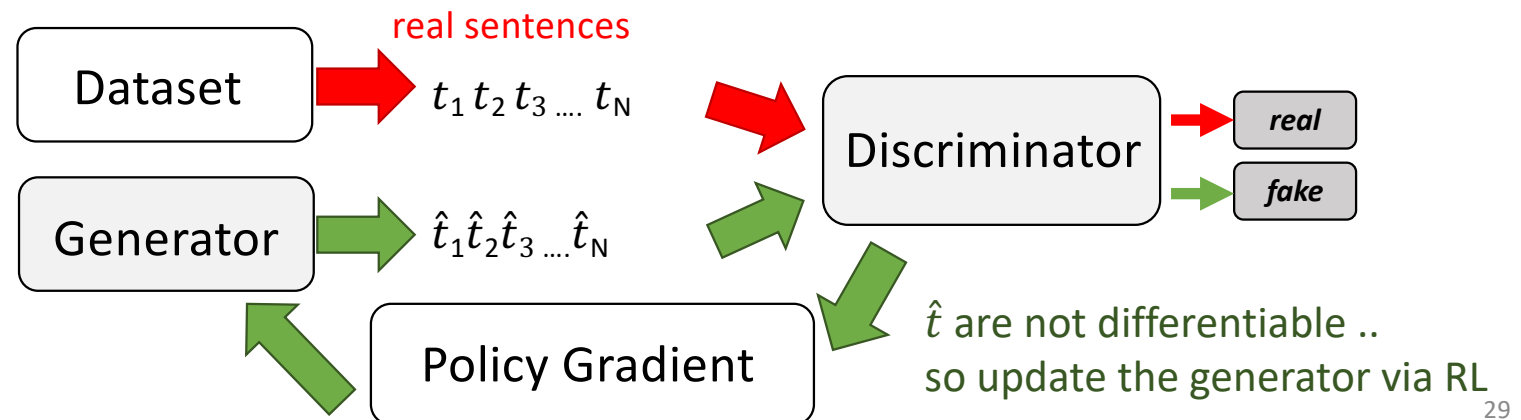 real sentences
Dataset
t₁ t₂ t₃ .... t_N
Discriminator
real
fake
Generator
t̂₁t̂₂t̂₃ ....t̂_N
Policy Gradient
t̂ are not differentiable ..
so update the generator via RL
29